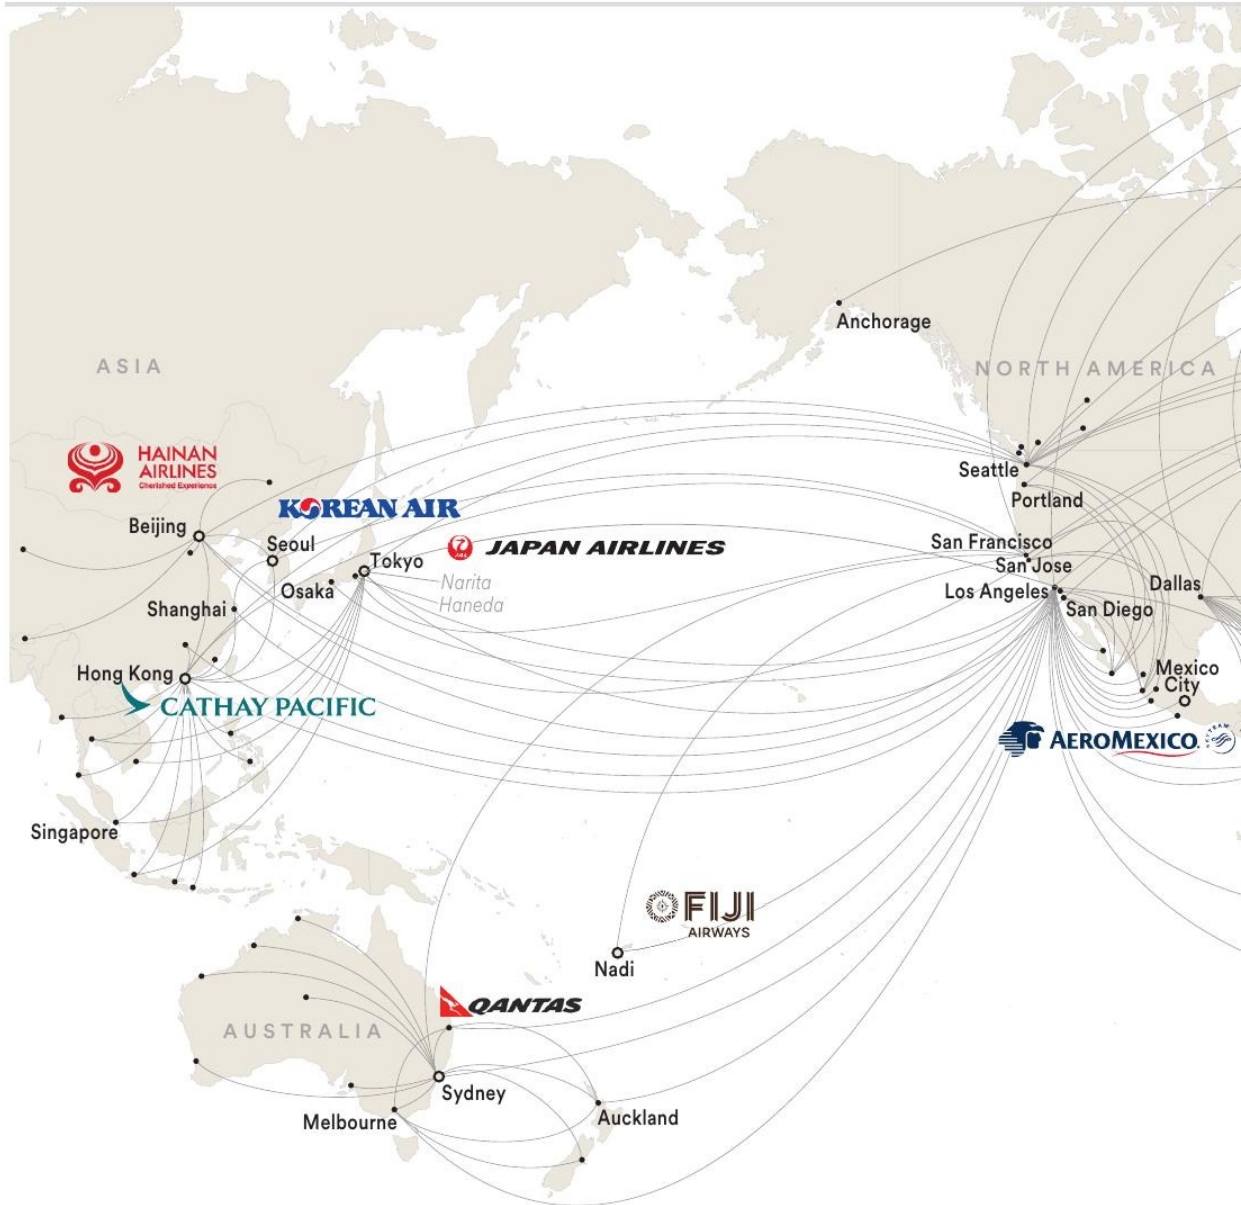 Anchorage
ASIA
NORTH AMERICA
HAINAN
AIRLINES
Cherished Experience
Seattle
Portland
KOREAN AIR
Beijing
Seoul
JAPAN AIRLINES
JAL
Tokyo
Narita
Haneda
Osaka
San Francisco
San Jose
Los Angeles
San Diego
Dallas
Shanghai
Hong Kong
CATHAY PACIFIC
Mexico
City
AEROMEXICO.
SKYTEAM
Singapore
FIJI
AIRWAYS
Nadi
QANTAS
AUSTRALIA
Sydney
Melbourne
Auckland